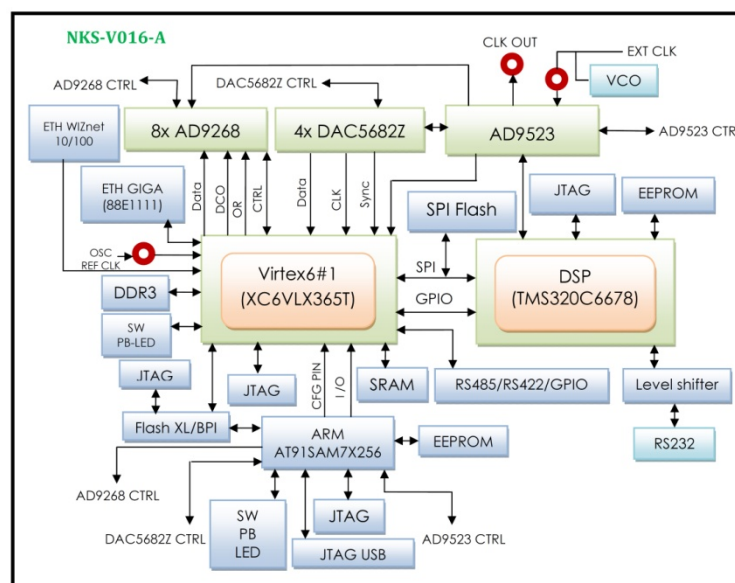 NKS-V016-A
CLK OUT
EXT CLK
VCO
AD9268 CTRL
DAC5682Z CTRL
ETH WIZnet
10/100
8x AD9268
4x DAC5682Z
AD9523
AD9523 CTRL
ETH GIGA
(88E1111)
Data
DCO
OR
CTRL
Data
CLK
Sync
SPI Flash
JTAG
EEPROM
OSC
REF CLK
Virtex6#1
(XC6VLX365T)
SPI
GPIO
DSP
(TMS320C6678)
DDR3
SW
PB-LED
JTAG
JTAG
CFG PIN
I/O
SRAM
RS485/RS422/GPIO
Level shifter
Flash XL/BPI
ARM
AT91SAM7X256
EEPROM
RS232
AD9268 CTRL
DAC5682Z CTRL
SW
PB
LED
JTAG
JTAG USB
AD9523 CTRL